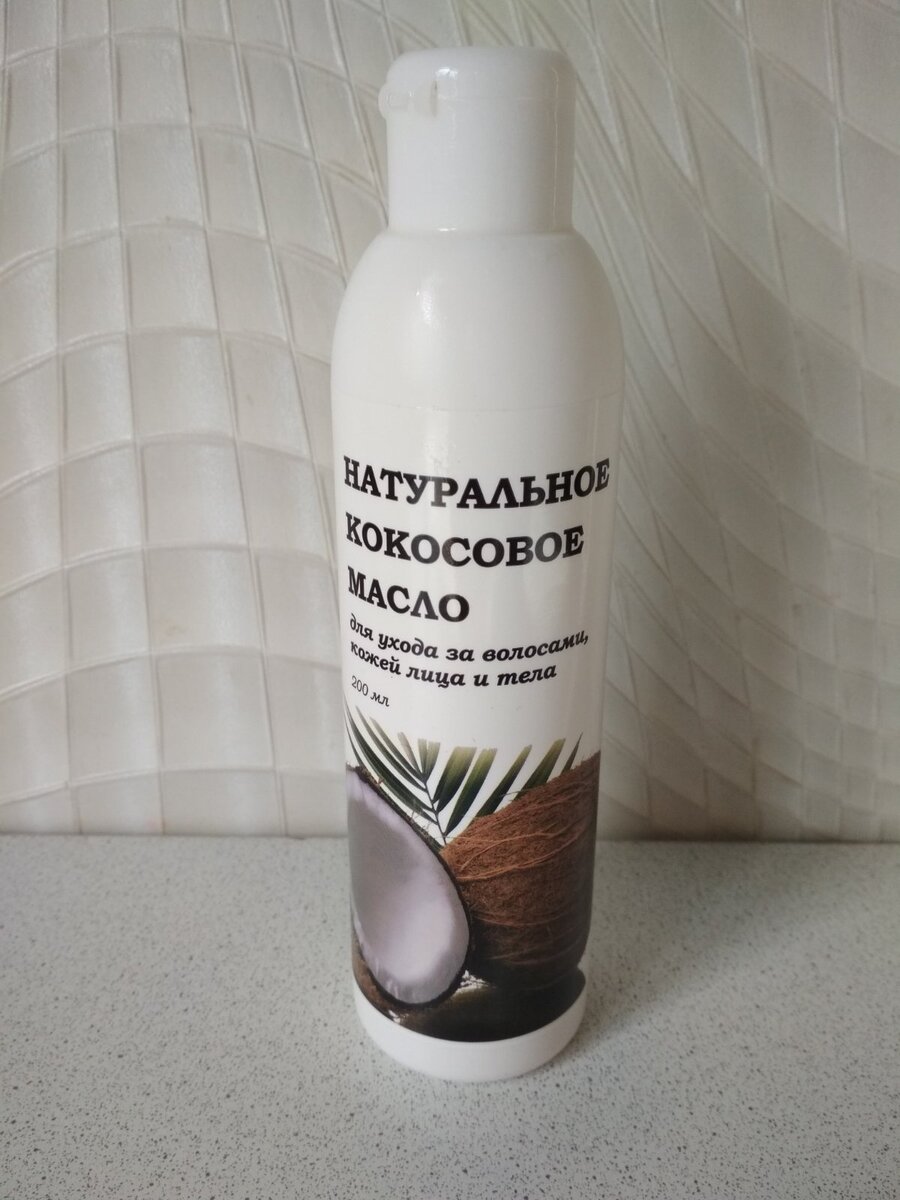 НАТУРАЛЬНОЕ
КОКОСОВОЕ
МАСЛО
для ухода за волосами,
кожей лица и тела
200 мл